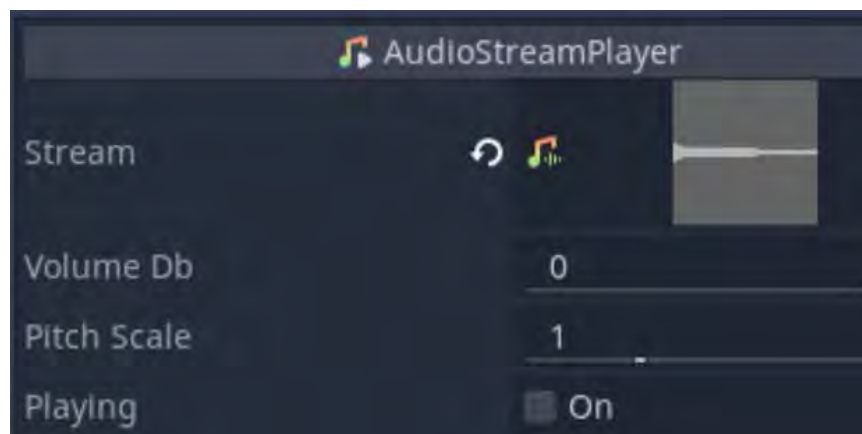 AudioStreamPlayer
Stream
Volume Db 0
Pitch Scale 1
Playing On